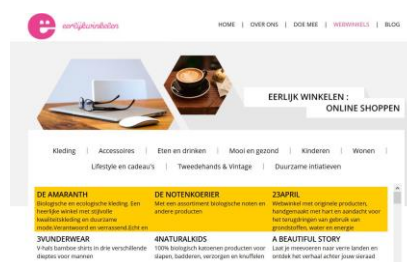 eerlijkwinkelen
HOME | OVER ONS | DOE MEE | WEBWINKELS | BLOG
EERLIJK WINKELEN :
ONLINE SHOPPEN
Kleding | Accessoires | Eten en drinken | Mooi en gezond | Kinderen | Wonen |
Lifestyle en cadeau's | Tweedehands & Vintage | Duurzame intiatieven
DE AMARANTH
Biologische en ecologische kleding. Een
heerlijke winkel met stijlvolle
kwaliteitskleding en duurzame
mode.Verantwoord en verrassend.Echt en
DE NOTENKOERIER
Met een assortiment biologische noten en
andere producten
23APRIL
Webwinkel met originele producten,
handgemaakt met hart en aandacht voor
het terugdringen van gebruik van
grondstoffen, water en energie
3VUNDERWEAR
V-hals bamboe shirts in drie verschillende
dieptes voor mannen
4NATURALKIDS
100% biologisch katoenen producten voor
slapen, badderen, verzorgen en knuffelen
A BEAUTIFUL STORY
Laat je meevoeren naar verre landen en
ontdek het verhaal achter jouw sieraad